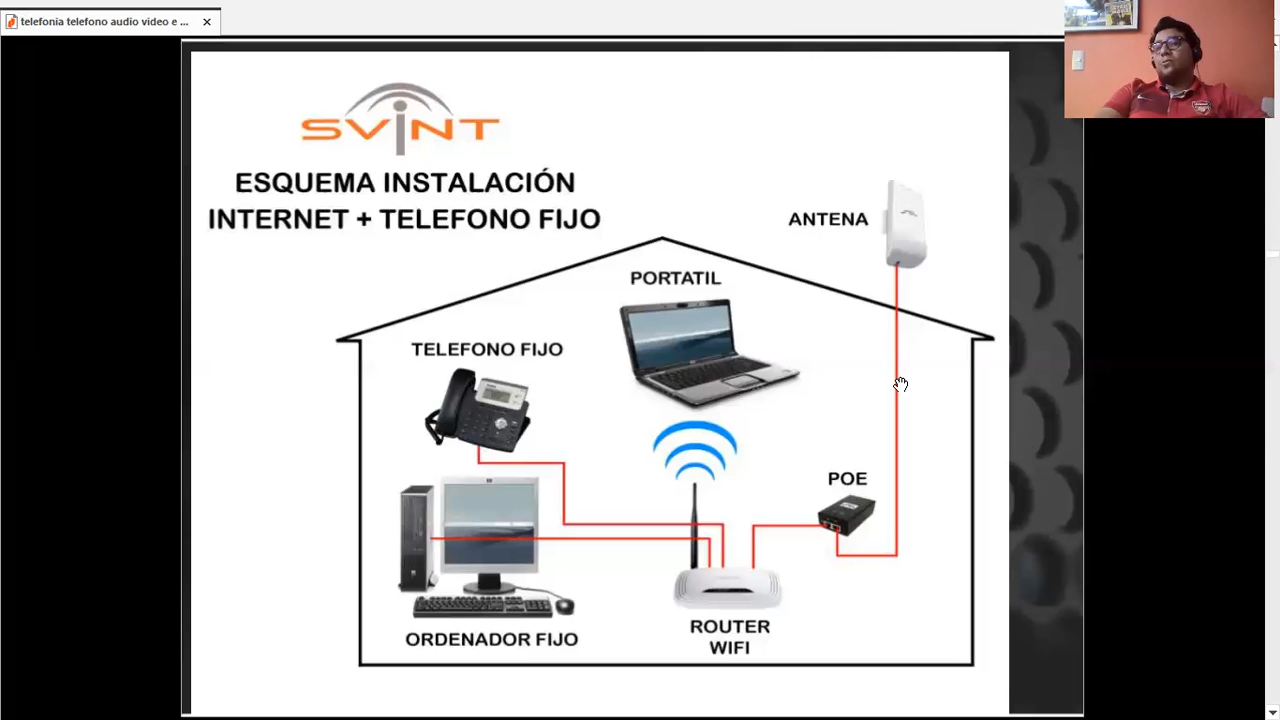 telefonia telefono audio video e ...
SViNT
ESQUEMA INSTALACIÓN
INTERNET + TELEFONO FIJO
ANTENA
PORTATIL
TELEFONO FIJO
POE
ORDENADOR FIJO
ROUTER
WIFI